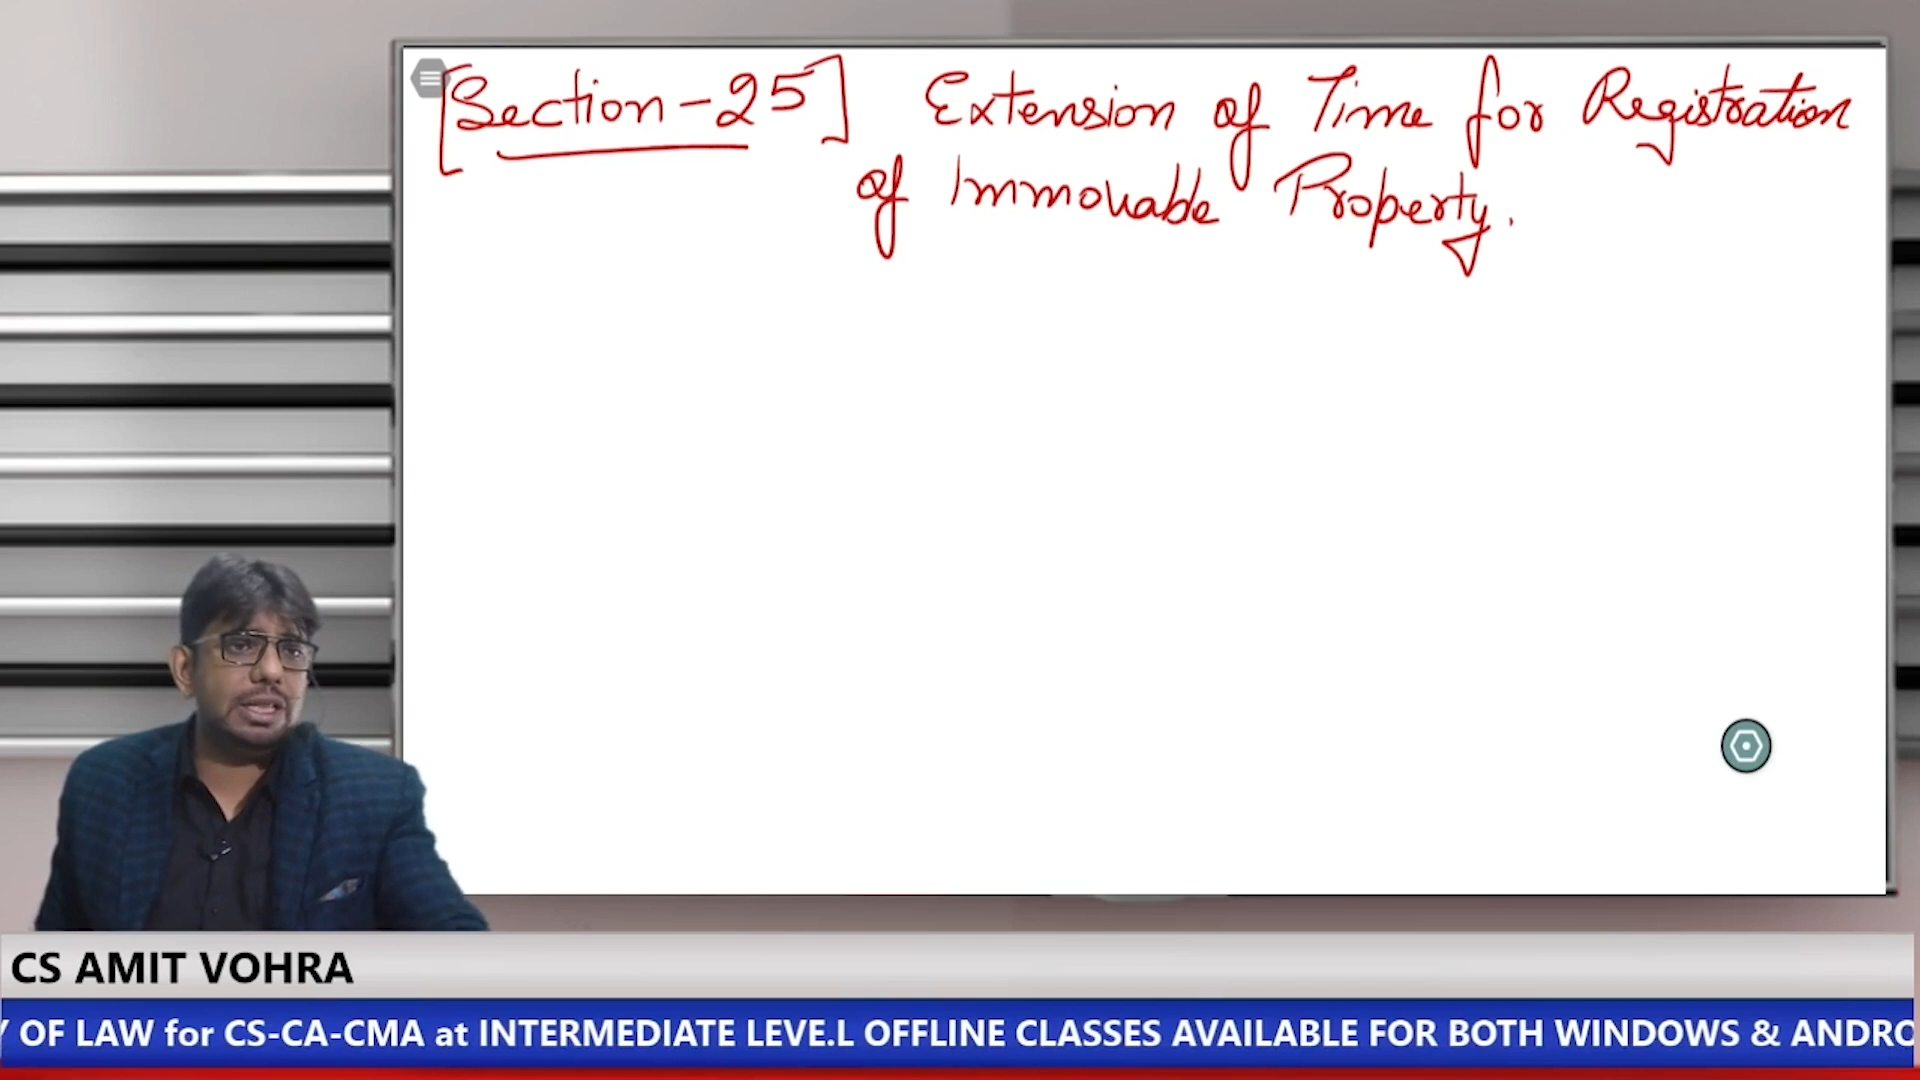 [Section-25] Extension of Time for Registration
of Immovable Property.
CS AMIT VOHRA
Y OF LAW for CS-CA-CMA at INTERMEDIATE LEVE.L OFFLINE CLASSES AVAILABLE FOR BOTH WINDOWS & ANDRO